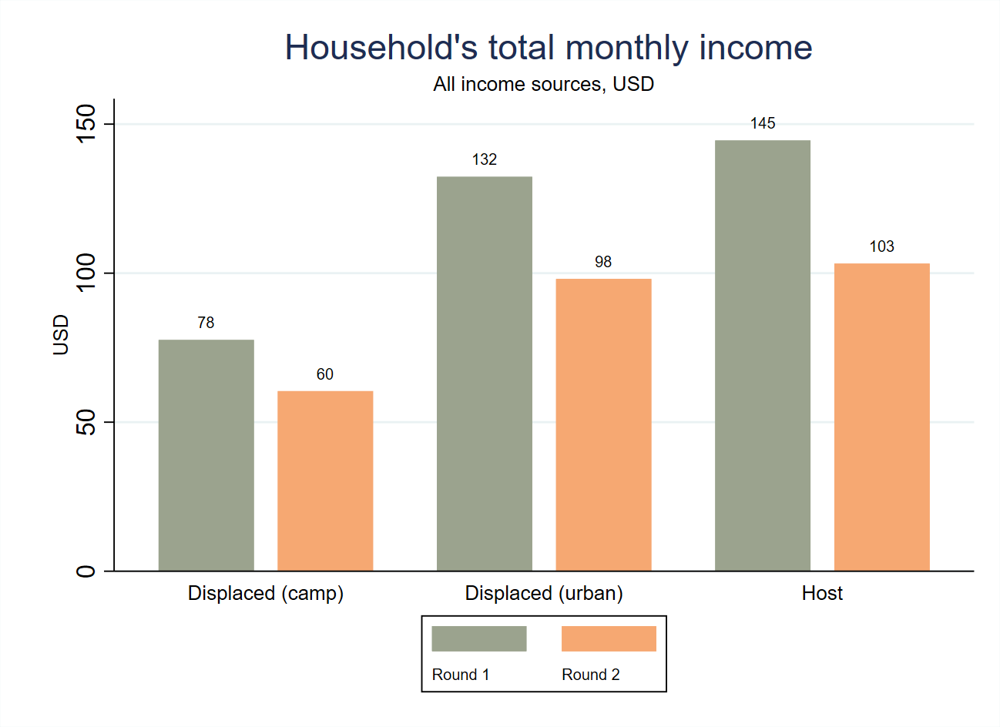 Household's total monthly income
All income sources, USD
150
145
132
103
100
98
78
USD
60
50
0
Displaced (camp) Displaced (urban) Host
Round 1 Round 2